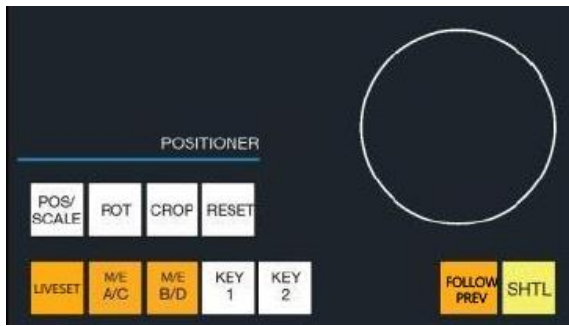 POSITIONER
POS/
SCALE
ROT
CROP
RESET
LIVESET
M/E
A/C
M/E
B/D
KEY
1
KEY
2
FOLLOW
PREV
SHTL